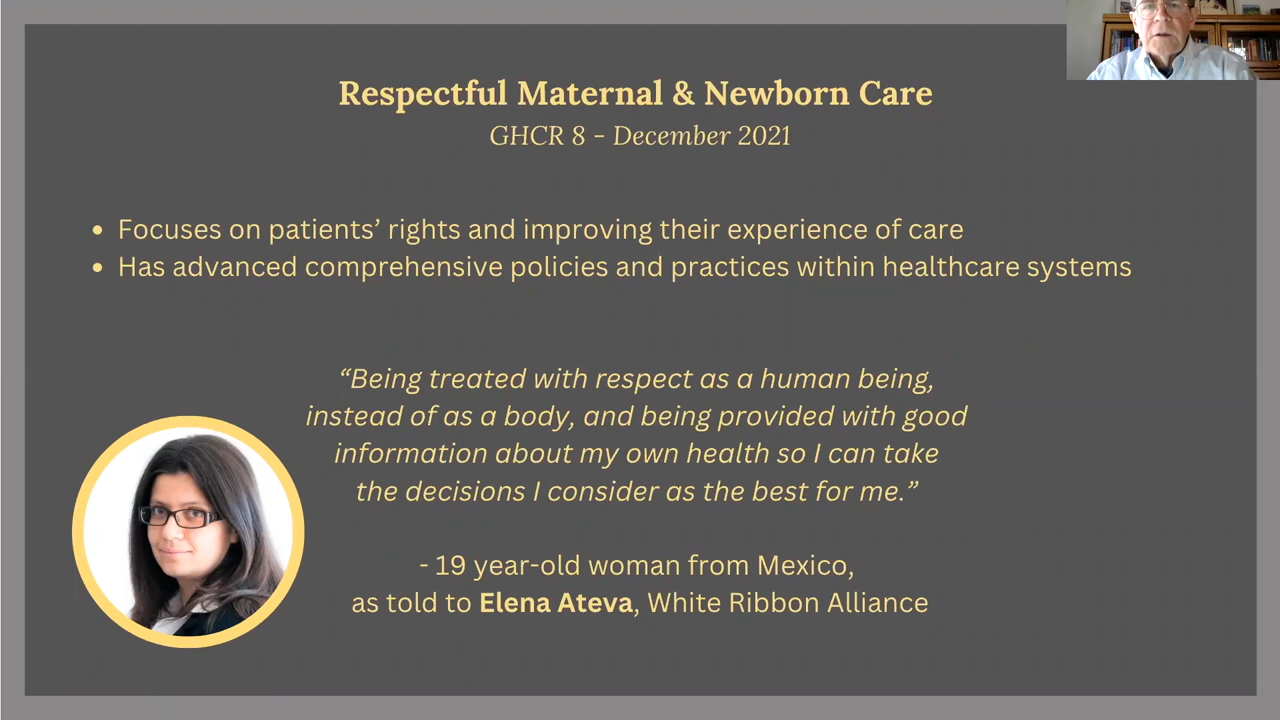 Respectful Maternal & Newborn Care
GHCR 8 - December 2021
• Focuses on patients’ rights and improving their experience of care
• Has advanced comprehensive policies and practices within healthcare systems
“Being treated with respect as a human being,
instead of as a body, and being provided with good
information about my own health so I can take
the decisions I consider as the best for me.”
- 19 year-old woman from Mexico,
as told to Elena Ateva, White Ribbon Alliance